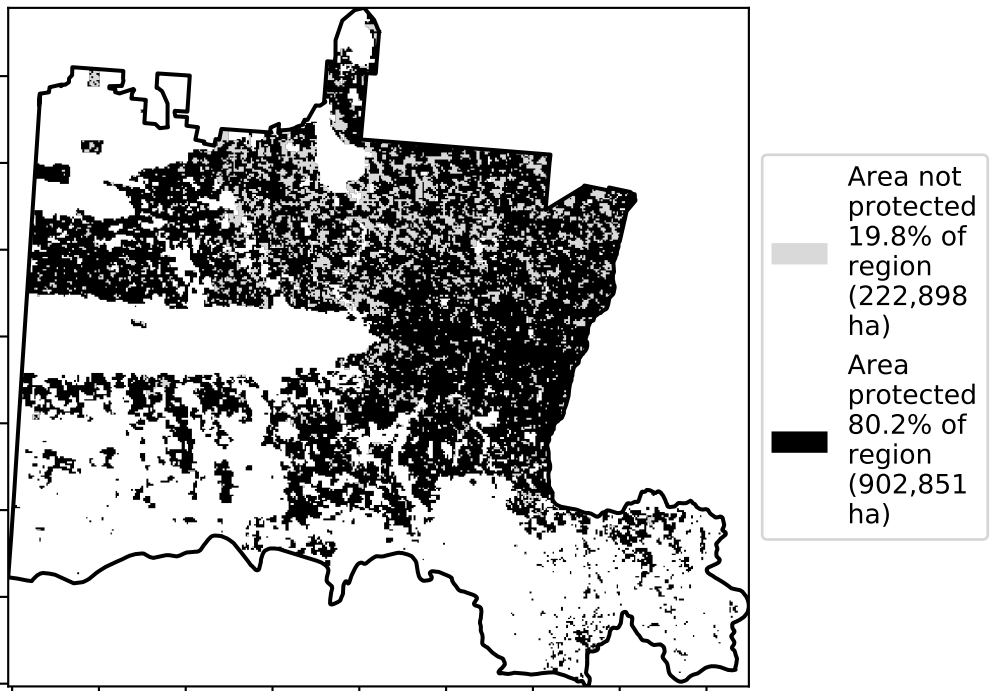 Area not
protected
19.8% of
region
(222,898
ha)
Area
protected
80.2% of
region
(902,851
ha)